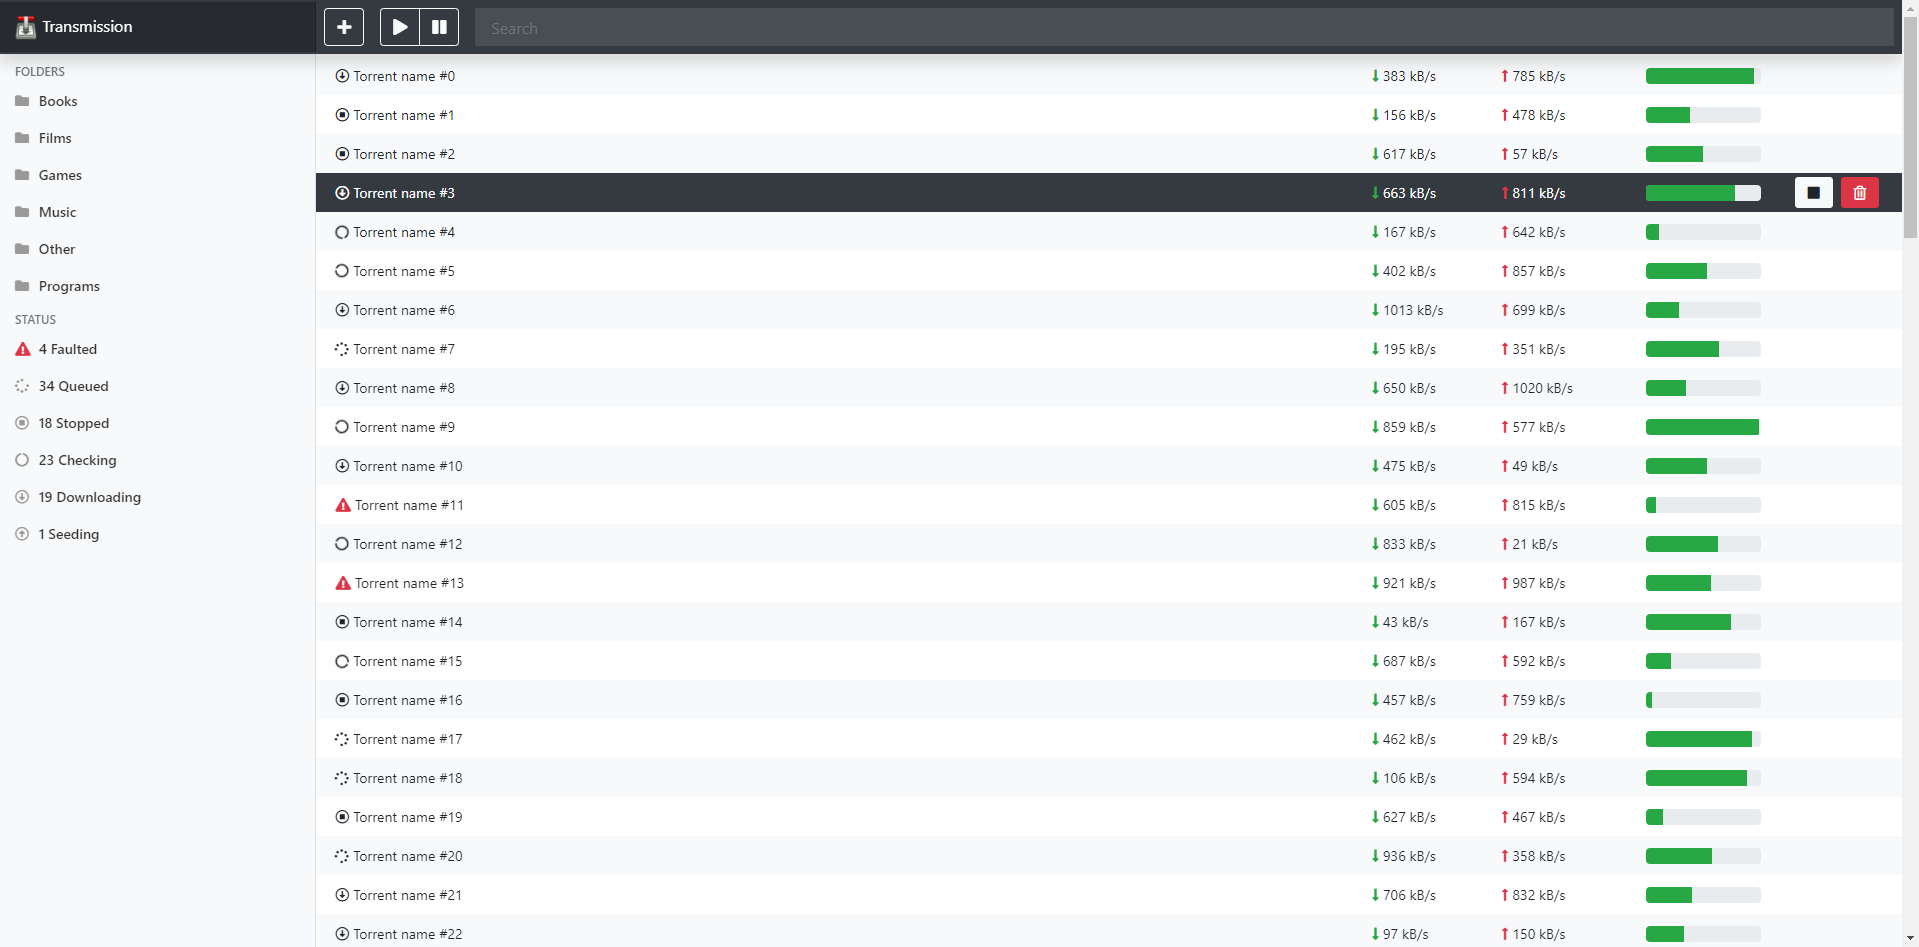 Transmission
Search
FOLDERS
Books
Films
Games
Music
Other
Programs
STATUS
4 Faulted
34 Queued
18 Stopped
23 Checking
19 Downloading
1 Seeding
Torrent name #0 383 kB/s 785 kB/s
Torrent name #1 156 kB/s 478 kB/s
Torrent name #2 617 kB/s 57 kB/s
Torrent name #3 663 kB/s 811 kB/s
Torrent name #4 167 kB/s 642 kB/s
Torrent name #5 402 kB/s 857 kB/s
Torrent name #6 1013 kB/s 699 kB/s
Torrent name #7 195 kB/s 351 kB/s
Torrent name #8 650 kB/s 1020 kB/s
Torrent name #9 859 kB/s 577 kB/s
Torrent name #10 475 kB/s 49 kB/s
Torrent name #11 605 kB/s 815 kB/s
Torrent name #12 833 kB/s 21 kB/s
Torrent name #13 921 kB/s 987 kB/s
Torrent name #14 43 kB/s 167 kB/s
Torrent name #15 687 kB/s 592 kB/s
Torrent name #16 457 kB/s 759 kB/s
Torrent name #17 462 kB/s 29 kB/s
Torrent name #18 106 kB/s 594 kB/s
Torrent name #19 627 kB/s 467 kB/s
Torrent name #20 936 kB/s 358 kB/s
Torrent name #21 706 kB/s 832 kB/s
Torrent name #22 97 kB/s 150 kB/s